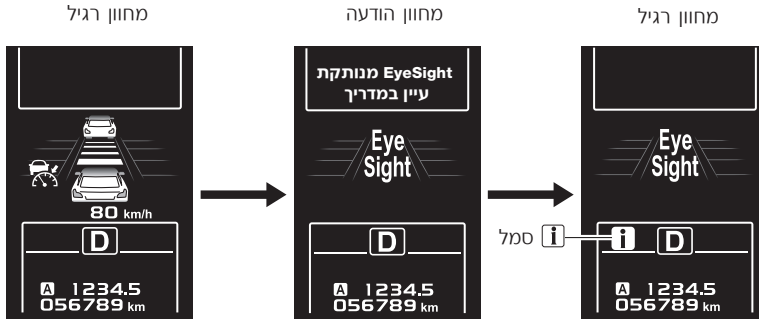 מחוון רגיל
80 km/h
D
A 1234.5
056789 km
מחוון הודעה
EyeSight מנותקת
עיין במדריך
Eye
Sight
D
A 1234.5
056789 km
מחוון רגיל
Eye
Sight
סמל i
i D
A 1234.5
056789 km